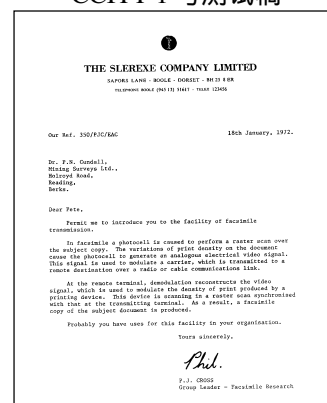 CCITT 1 号测试稿
THE SLEREXE COMPANY LIMITED
SAPORS LANE - BOOLE - DORSET - BH 25 8 ER
TELEPHONE BOOLE (945 13) 51617 - TELEX 123456
Our Ref. 350/PJC/EAC
18th January, 1972.
Dr. P.N. Cundall,
Mining Surveys Ltd.,
Holroyd Road,
Reading,
Berks.
Dear Pete,
Permit me to introduce you to the facility of facsimile
transmission.
In facsimile a photocell is caused to perform a raster scan over
the subject copy. The variations of print density on the document
cause the photocell to generate an analogous electrical video signal.
This signal is used to modulate a carrier, which is transmitted to a
remote destination over a radio or cable communications link.
At the remote terminal, demodulation reconstructs the video
signal, which is used to modulate the density of print produced by a
printing device. This device is scanning in a raster scan synchronised
with that at the transmitting terminal. As a result, a facsimile
copy of the subject document is produced.
Probably you have uses for this facility in your organisation.
Yours sincerely,
Phil.
P.J. CROSS
Group Leader - Facsimile Research